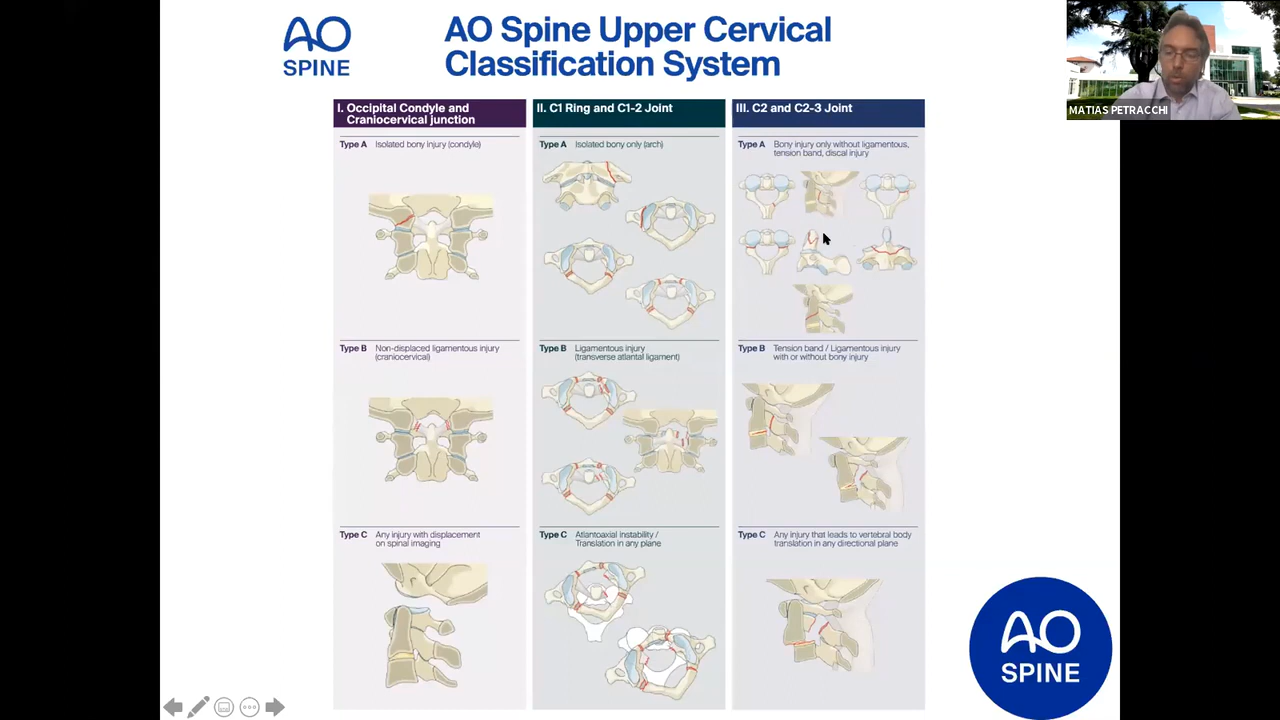 AO
SPINE
AO Spine Upper Cervical
Classification System
MATIAS PETRACCHI
I. Occipital Condyle and
Craniocervical junction
Type A Isolated bony injury (condyle)
Type B Non-displaced ligamentous injury
(craniocervical)
Type C Any injury with displacement
on spinal imaging
II. C1 Ring and C1-2 Joint
Type A Isolated bony only (arch)
Type B Ligamentous injury
(transverse atlantal ligament)
Type C Atlantoaxial instability /
Translation in any plane
III. C2 and C2-3 Joint
Type A Bony injury only without ligamentous,
tension band, discal injury
Type B Tension band / Ligamentous injury
with or without bony injury
Type C Any injury that leads to vertebral body
translation in any directional plane
AO
SPINE